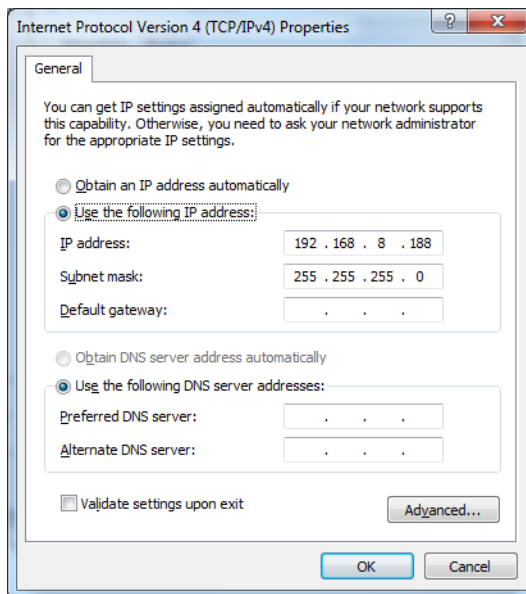 Internet Protocol Version 4 (TCP/IPv4) Properties
General
You can get IP settings assigned automatically if your network supports
this capability. Otherwise, you need to ask your network administrator
for the appropriate IP settings.
Obtain an IP address automatically
Use the following IP address:
IP address: 192 . 168 . 8 . 188
Subnet mask: 255 . 255 . 255 . 0
Default gateway: . . .
Obtain DNS server address automatically
Use the following DNS server addresses:
Preferred DNS server: . . .
Alternate DNS server: . . .
Validate settings upon exit
Advanced...
OK Cancel